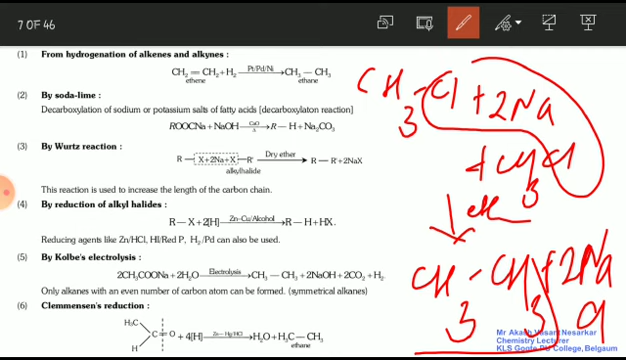 7 OF 46
(1) From hydrogenation of alkenes and alkynes :
CH₂ = CH₂ + H₂ —Pt/Pd/Ni→ CH₃ — CH₃
ethene ethane
(2) By soda-lime :
Decarboxylation of sodium or potassium salts of fatty acids [decarboxylaton reaction]
ROOCNa + NaOH —CaO/Δ→ R — H + Na₂CO₃
(3) By Wurtz reaction :
R — X + 2Na + X — R' —Dry ether→ R — R' + 2NaX
alkylhalide
This reaction is used to increase the length of the carbon chain.
(4) By reduction of alkyl halides :
R — X + 2[H] —Zn-Cu/Alcohol→ R — H + HX.
Reducing agents like Zn/HCl, HI/Red P, H₂/Pd can also be used.
(5) By Kolbe's electrolysis :
2CH₃COONa + 2H₂O —Electrolysis→ CH₃ — CH₃ + 2NaOH + 2CO₂ + H₂
Only alkanes with an even number of carbon atom can be formed. (symmetrical alkanes)
(6) Clemmensen's reduction :
H₃C
C = O + 4[H] —Zn-Hg/HCl→ H₂O + H₃C — CH₃
H ethane
CH₃-Cl + 2Na
+ CH₃Cl
CH₃ - CH₃ + 2NaCl
Mr Akash Vasant Nesarkar
Chemistry Lecturer
KLS Gogte PU College, Belgaum